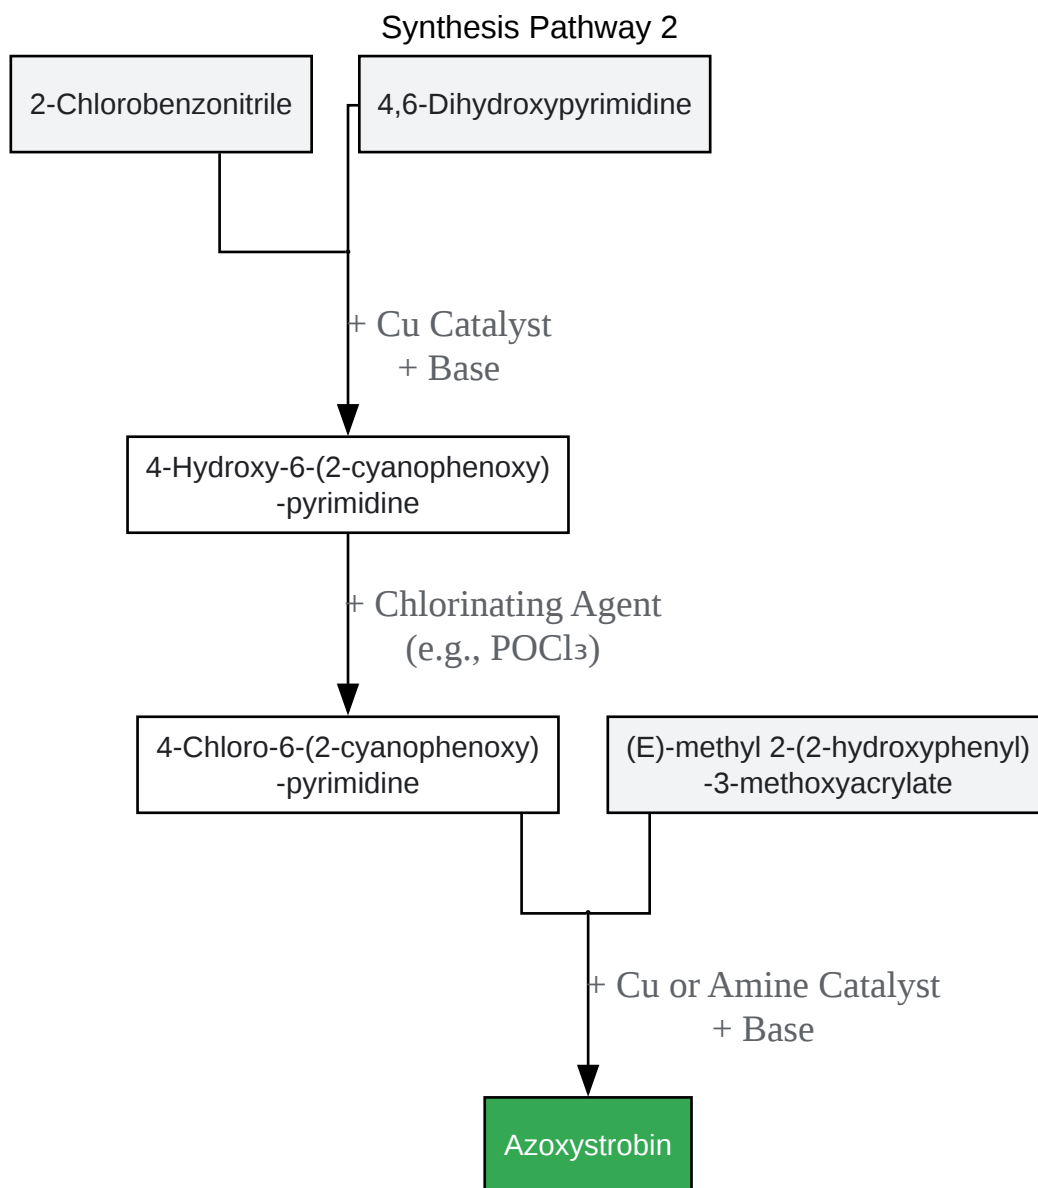 Synthesis Pathway 2
2-Chlorobenzonitrile
4,6-Dihydroxypyrimidine
+ Cu Catalyst
+ Base
4-Hydroxy-6-(2-cyanophenoxy)
-pyrimidine
+ Chlorinating Agent
(e.g., POCl₃)
4-Chloro-6-(2-cyanophenoxy)
-pyrimidine
(E)-methyl 2-(2-hydroxyphenyl)
-3-methoxyacrylate
+ Cu or Amine Catalyst
+ Base
Azoxystrobin